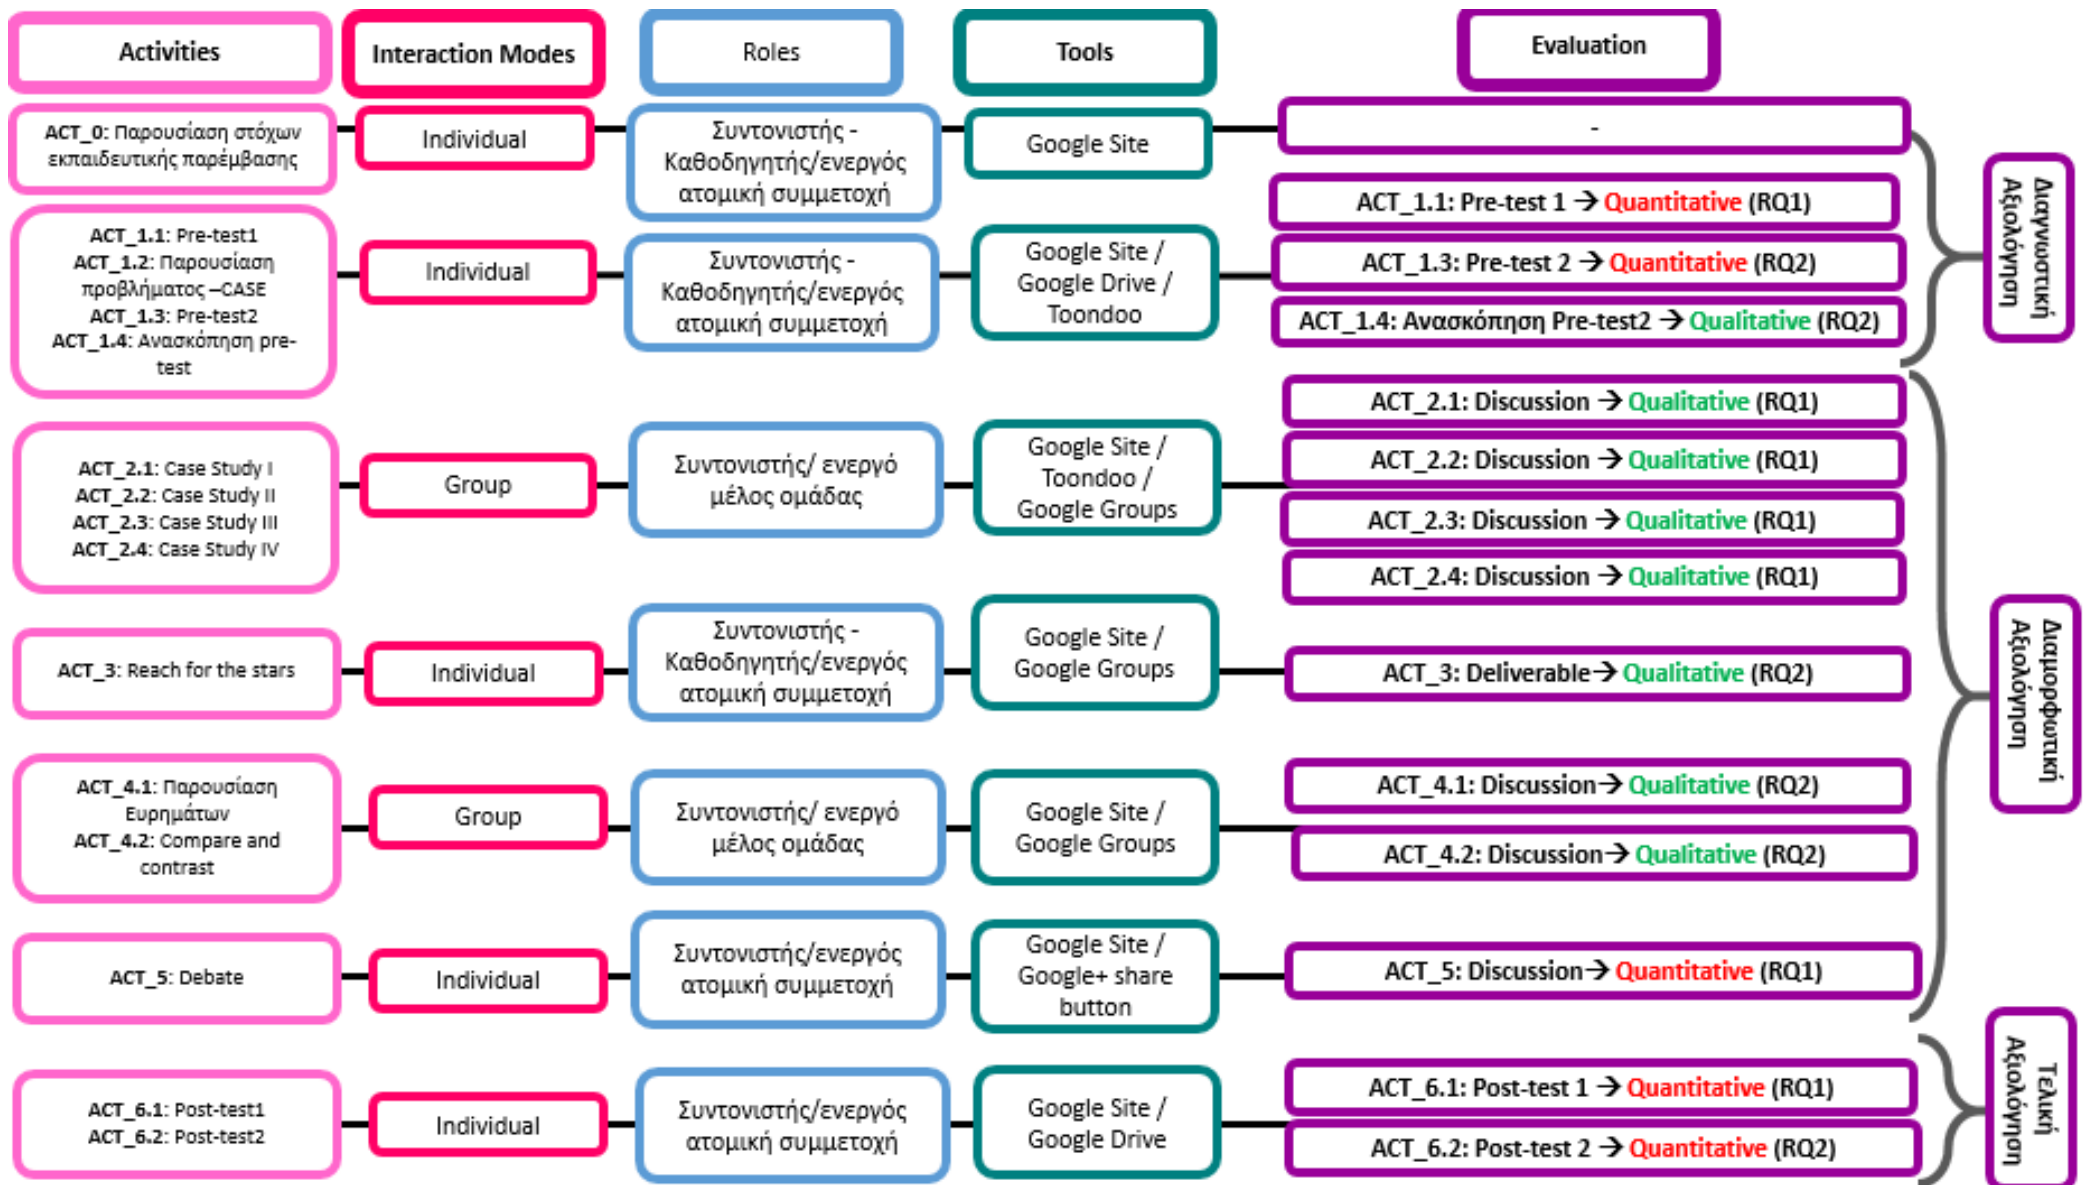 Activities
Interaction Modes
Roles
Tools
Evaluation
ACT_0: Παρουσίαση στόχων
εκπαιδευτικής παρέμβασης
Individual
Συντονιστής -
Καθοδηγητής/ενεργός
ατομική συμμετοχή
Google Site
-
ACT_1.1: Pre-test1
ACT_1.2: Παρουσίαση
προβλήματος –CASE
ACT_1.3: Pre-test2
ACT_1.4: Ανασκόπηση pre-
test
Individual
Συντονιστής -
Καθοδηγητής/ενεργός
ατομική συμμετοχή
Google Site /
Google Drive /
Toondoo
ACT_1.1: Pre-test 1 → Quantitative (RQ1)
ACT_1.3: Pre-test 2 → Quantitative (RQ2)
ACT_1.4: Ανασκόπηση Pre-test2 → Qualitative (RQ2)
Διαγνωστική
Αξιολόγηση
ACT_2.1: Case Study I
ACT_2.2: Case Study II
ACT_2.3: Case Study III
ACT_2.4: Case Study IV
Group
Συντονιστής/ ενεργό
μέλος ομάδας
Google Site /
Toondoo /
Google Groups
ACT_2.1: Discussion → Qualitative (RQ1)
ACT_2.2: Discussion → Qualitative (RQ1)
ACT_2.3: Discussion → Qualitative (RQ1)
ACT_2.4: Discussion → Qualitative (RQ1)
ACT_3: Reach for the stars
Individual
Συντονιστής -
Καθοδηγητής/ενεργός
ατομική συμμετοχή
Google Site /
Google Groups
ACT_3: Deliverable→ Qualitative (RQ2)
Διαμορφωτική
Αξιολόγηση
ACT_4.1: Παρουσίαση
Ευρημάτων
ACT_4.2: Compare and
contrast
Group
Συντονιστής/ ενεργό
μέλος ομάδας
Google Site /
Google Groups
ACT_4.1: Discussion→ Qualitative (RQ2)
ACT_4.2: Discussion→ Qualitative (RQ2)
ACT_5: Debate
Individual
Συντονιστής/ενεργός
ατομική συμμετοχή
Google Site /
Google+ share
button
ACT_5: Discussion→ Quantitative (RQ1)
ACT_6.1: Post-test1
ACT_6.2: Post-test2
Individual
Συντονιστής/ενεργός
ατομική συμμετοχή
Google Site /
Google Drive
ACT_6.1: Post-test 1 → Quantitative (RQ1)
ACT_6.2: Post-test 2 → Quantitative (RQ2)
Τελική
Αξιολόγηση